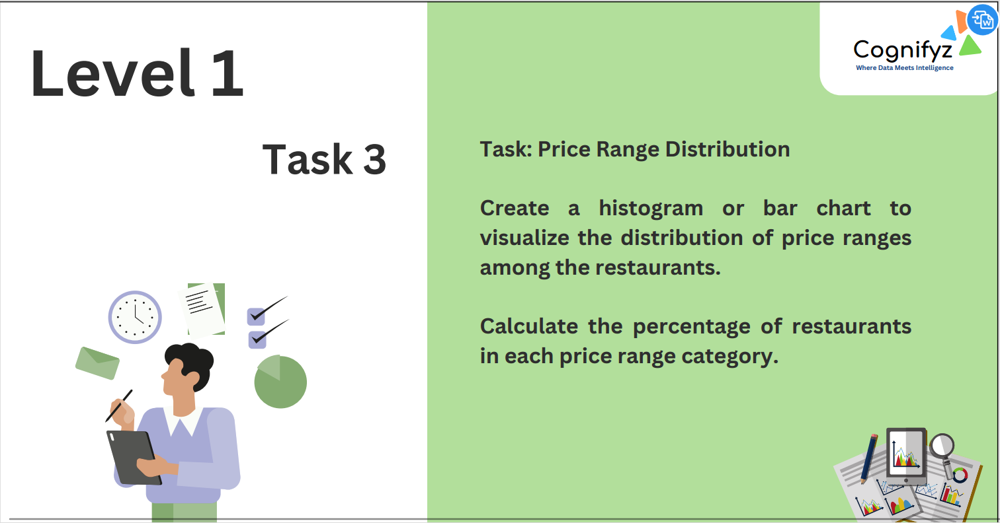 Level 1
Task 3
Cognifyz
Where Data Meets Intelligence
W
Task: Price Range Distribution
Create a histogram or bar chart to
visualize the distribution of price ranges
among the restaurants.
Calculate the percentage of restaurants
in each price range category.